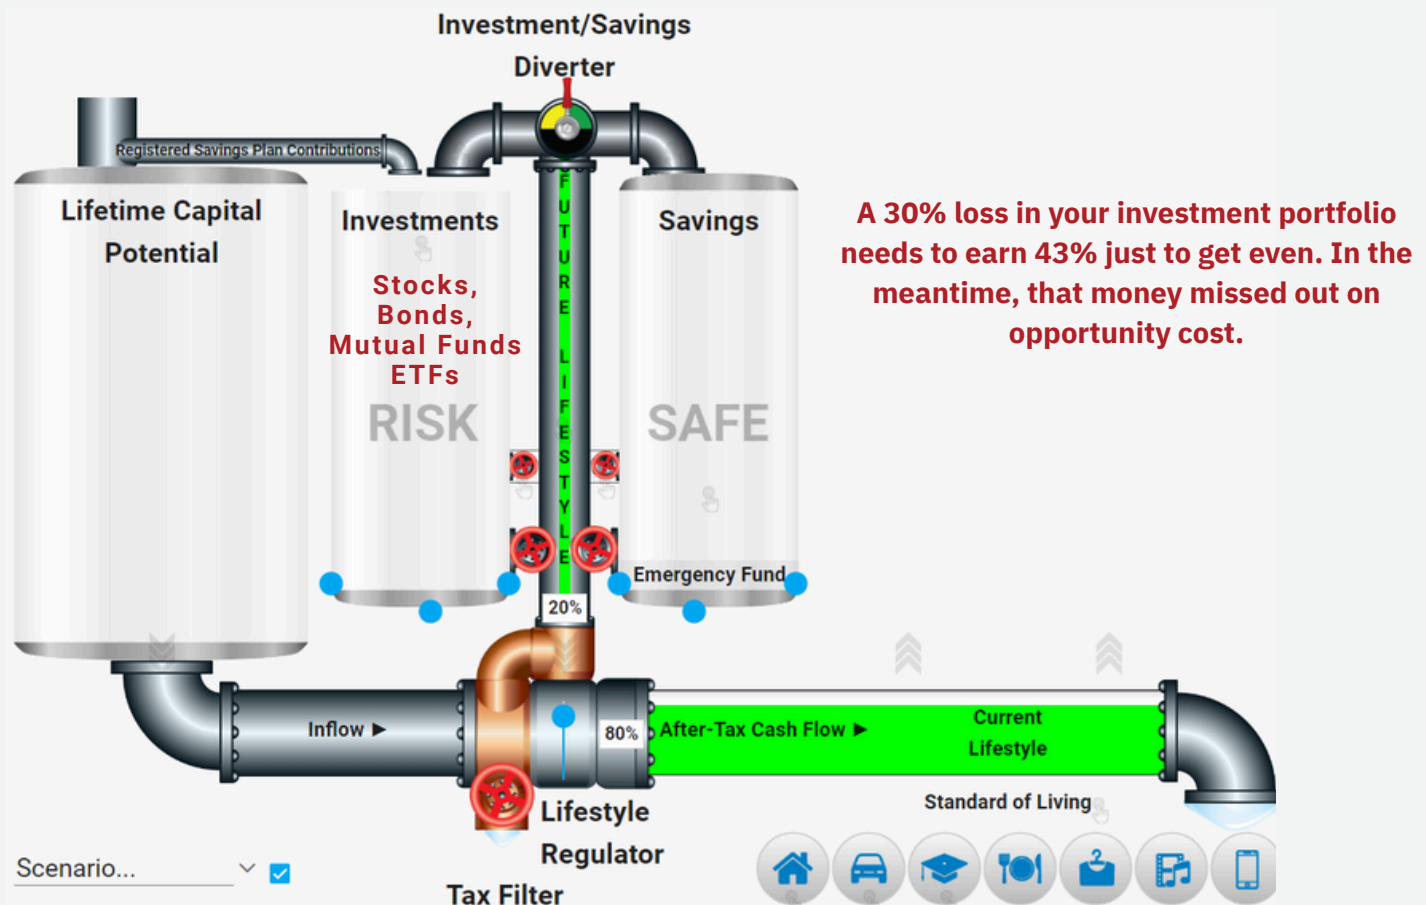 Investment/Savings
Diverter
Registered Savings Plan Contributions
Lifetime Capital
Potential
Investments
Stocks,
Bonds,
Mutual Funds
ETFs
RISK
FUTURE LIFESTYLE
Savings
SAFE
Emergency Fund
A 30% loss in your investment portfolio
needs to earn 43% just to get even. In the
meantime, that money missed out on
opportunity cost.
20%
Inflow ►
80%
After-Tax Cash Flow ►
Current
Lifestyle
Standard of Living
Lifestyle
Regulator
Tax Filter
Scenario...